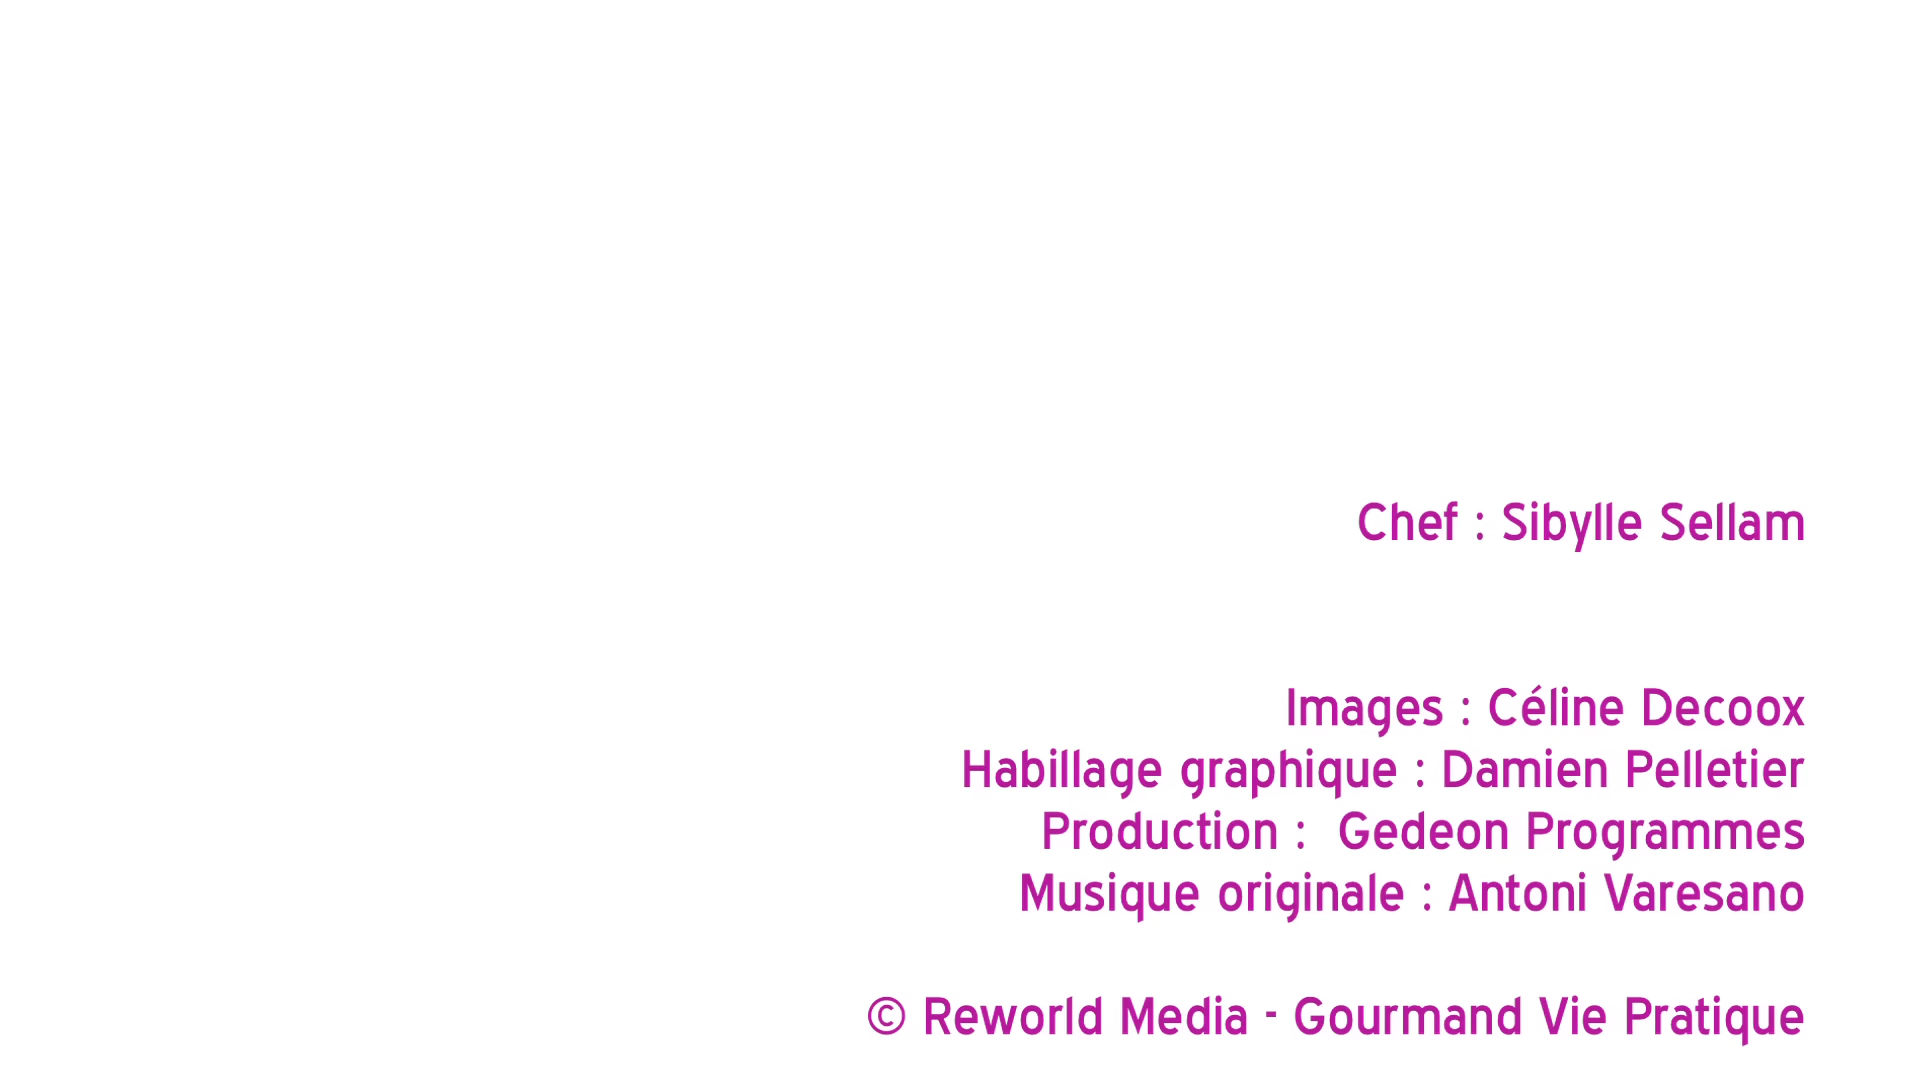 Chef : Sibylle Sellam
Images : Céline Decoox
Habillage graphique : Damien Pelletier
Production :  Gedeon Programmes
Musique originale : Antoni Varesano
© Reworld Media - Gourmand Vie Pratique